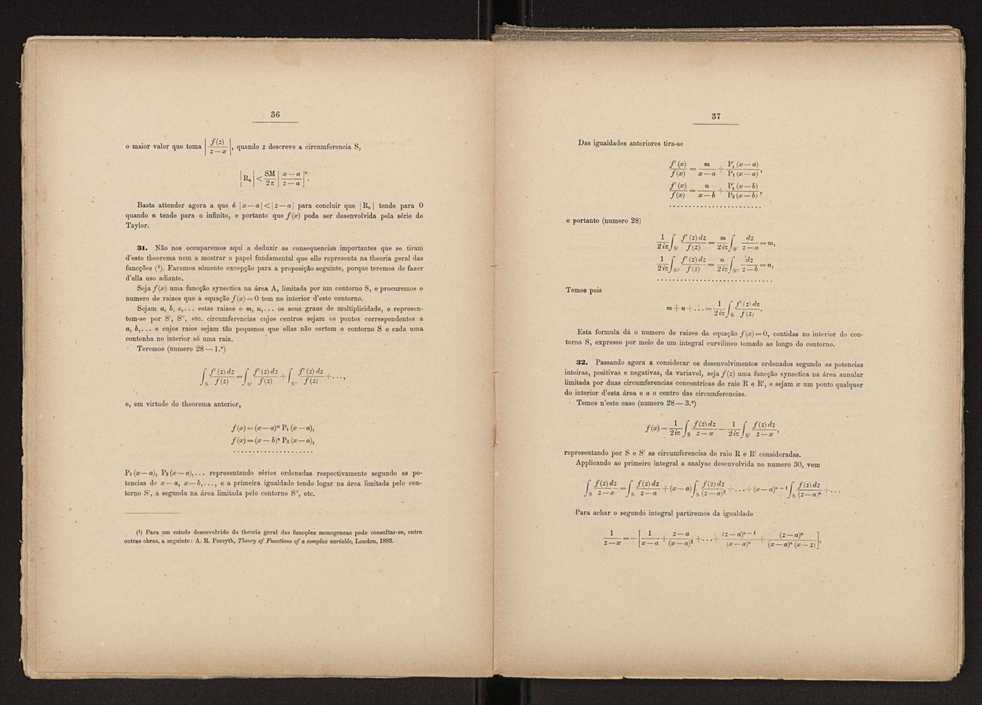 36
o maior valor que toma | f(z) / (z — x) |, quando z descreve a circumferencia S,
| Rₙ | < SM / 2π | (x — a) / (z — a) |ⁿ.
Basta attender agora a que é | x — a | < | z — a | para concluir que | Rₙ | tende para 0
quando n tende para o infinito, e portanto que f(x) pode ser desenvolvida pela série de
Taylor.
31. Não nos occuparemos aqui a deduzir as consequencias importantes que se tiram
d'este theorema nem a mostrar o papel fundamental que elle representa na theoria geral das
funcções (¹). Faremos sómente excepção para a proposição seguinte, porque teremos de fazer
d'ella uso adiante.
Seja f(x) uma funcção synectica na área A, limitada por um contorno S, e procuremos o
numero de raizes que a equação f(x) = 0 tem no interior d'este contorno.
Sejam a, b, c, . . . estas raizes e m, n, . . . os seus graus de multiplicidade, e represen-
tem-se por S', S'', etc. circumferencias cujos centros sejam os pontos correspondentes a
a, b, . . . e cujos raios sejam tão pequenos que ellas não cortem o contorno S e cada uma
contenha no interior só uma raiz.
Teremos (numero 28 — 1.º)
∫_S f'(z) dz / f(z) = ∫_S' f'(z) dz / f(z) + ∫_S'' f'(z) dz / f(z) + . . .,
e, em virtude do theorema anterior,
f(x) = (x — a)ᵐ P₁ (x — a),
f(x) = (x — b)ⁿ P₂ (x — b),
. . . . . . . . . . . . . . . . . . . .
P₁ (x — a), P₂ (x — a), . . . representando séries ordenadas respectivamente segundo as po-
tencias de x — a, x — b, . . ., e a primeira igualdade tendo logar na área limitada pelo con-
torno S', a segunda na área limitada pelo contorno S'', etc.
(¹) Para um estudo desenvolvido da theoria geral das funcções monogeneas pode consultar-se, entre
outras obras, a seguinte: A. R. Forsyth, Theory of Functions of a complex variable, London, 1893.
37
Das igualdades anteriores tira-se
f'(x) / f(x) = m / (x — a) + P'₁ (x — a) / P₁ (x — a),
f'(x) / f(x) = n / (x — b) + P'₂ (x — b) / P₂ (x — b),
. . . . . . . . . . . . . . . . . . . . . . .
e portanto (numero 28)
1 / 2iπ ∫_S' f'(z) dz / f(z) = m / 2iπ ∫_S' dz / (z — a) = m,
1 / 2iπ ∫_S'' f'(z) dz / f(z) = n / 2iπ ∫_S'' dz / (z — b) = n,
. . . . . . . . . . . . . . . . . . . . . . . . . . . . .
Temos pois
m + n + . . . = 1 / 2iπ ∫_S f'(z) dz / f(z).
Esta formula dá o numero de raizes da equação f(x) = 0, contidas no interior do con-
torno S, expresso por meio de um integral curvilineo tomado ao longo do contorno.
32. Passando agora a considerar os desenvolvimentos ordenados segundo as potencias
inteiras, positivas e negativas, da variavel, seja f(z) uma funcção synectica na área annular
limitada por duas circumferencias concentricas de raio R e R', e sejam x um ponto qualquer
do interior d'esta área e a o centro das circumferencias.
Temos n'este caso (numero 28 — 3.º)
f(x) = 1 / 2iπ ∫_S f(z) dz / (z — x) — 1 / 2iπ ∫_S' f(z) dz / (z — x),
representando por S e S' as circumferencias de raio R e R' consideradas.
Applicando ao primeiro integral a analyse desenvolvida no numero 30, vem
∫_S f(z) dz / (z — x) = ∫_S f(z) dz / (z — a) + (x — a) ∫_S f(z) dz / (z — a)² + . . . + (x — a)ⁿ⁻¹ ∫_S f(z) dz / (z — a)ⁿ + . . .
Para achar o segundo integral partiremos da igualdade
1 / (z — x) = — [ 1 / (x — a) + (z — a) / (x — a)² + . . . + (z — a)ⁿ⁻¹ / (x — a)ⁿ + (z — a)ⁿ / (x — a)ⁿ (x — z) ],